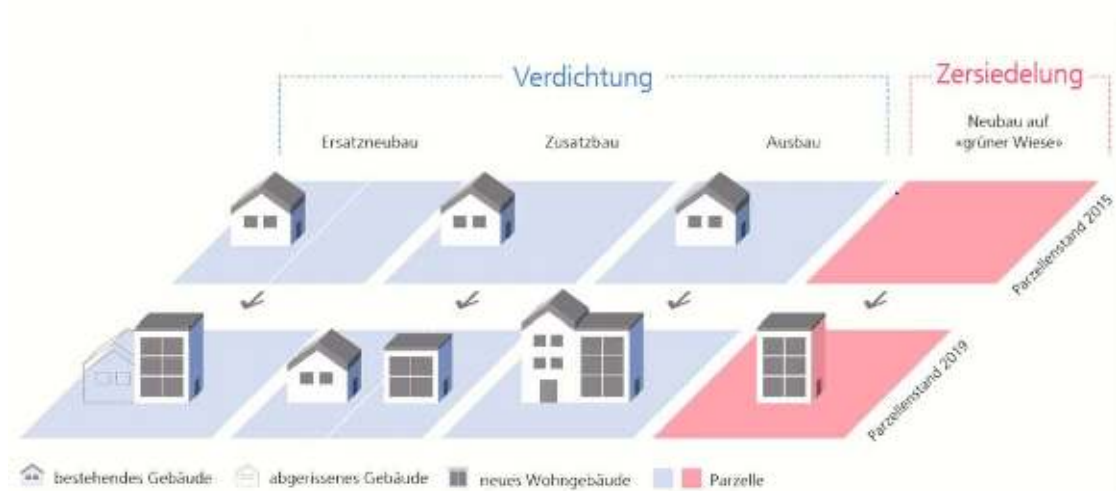 Verdichtung
Zersiedelung
Ersatzneubau
Zusatzbau
Ausbau
Neubau auf
«grüner Wiese»
Parzellenstand 2015
Parzellenstand 2019
bestehendes Gebäude
abgerissenes Gebäude
neues Wohngebäude
Parzelle